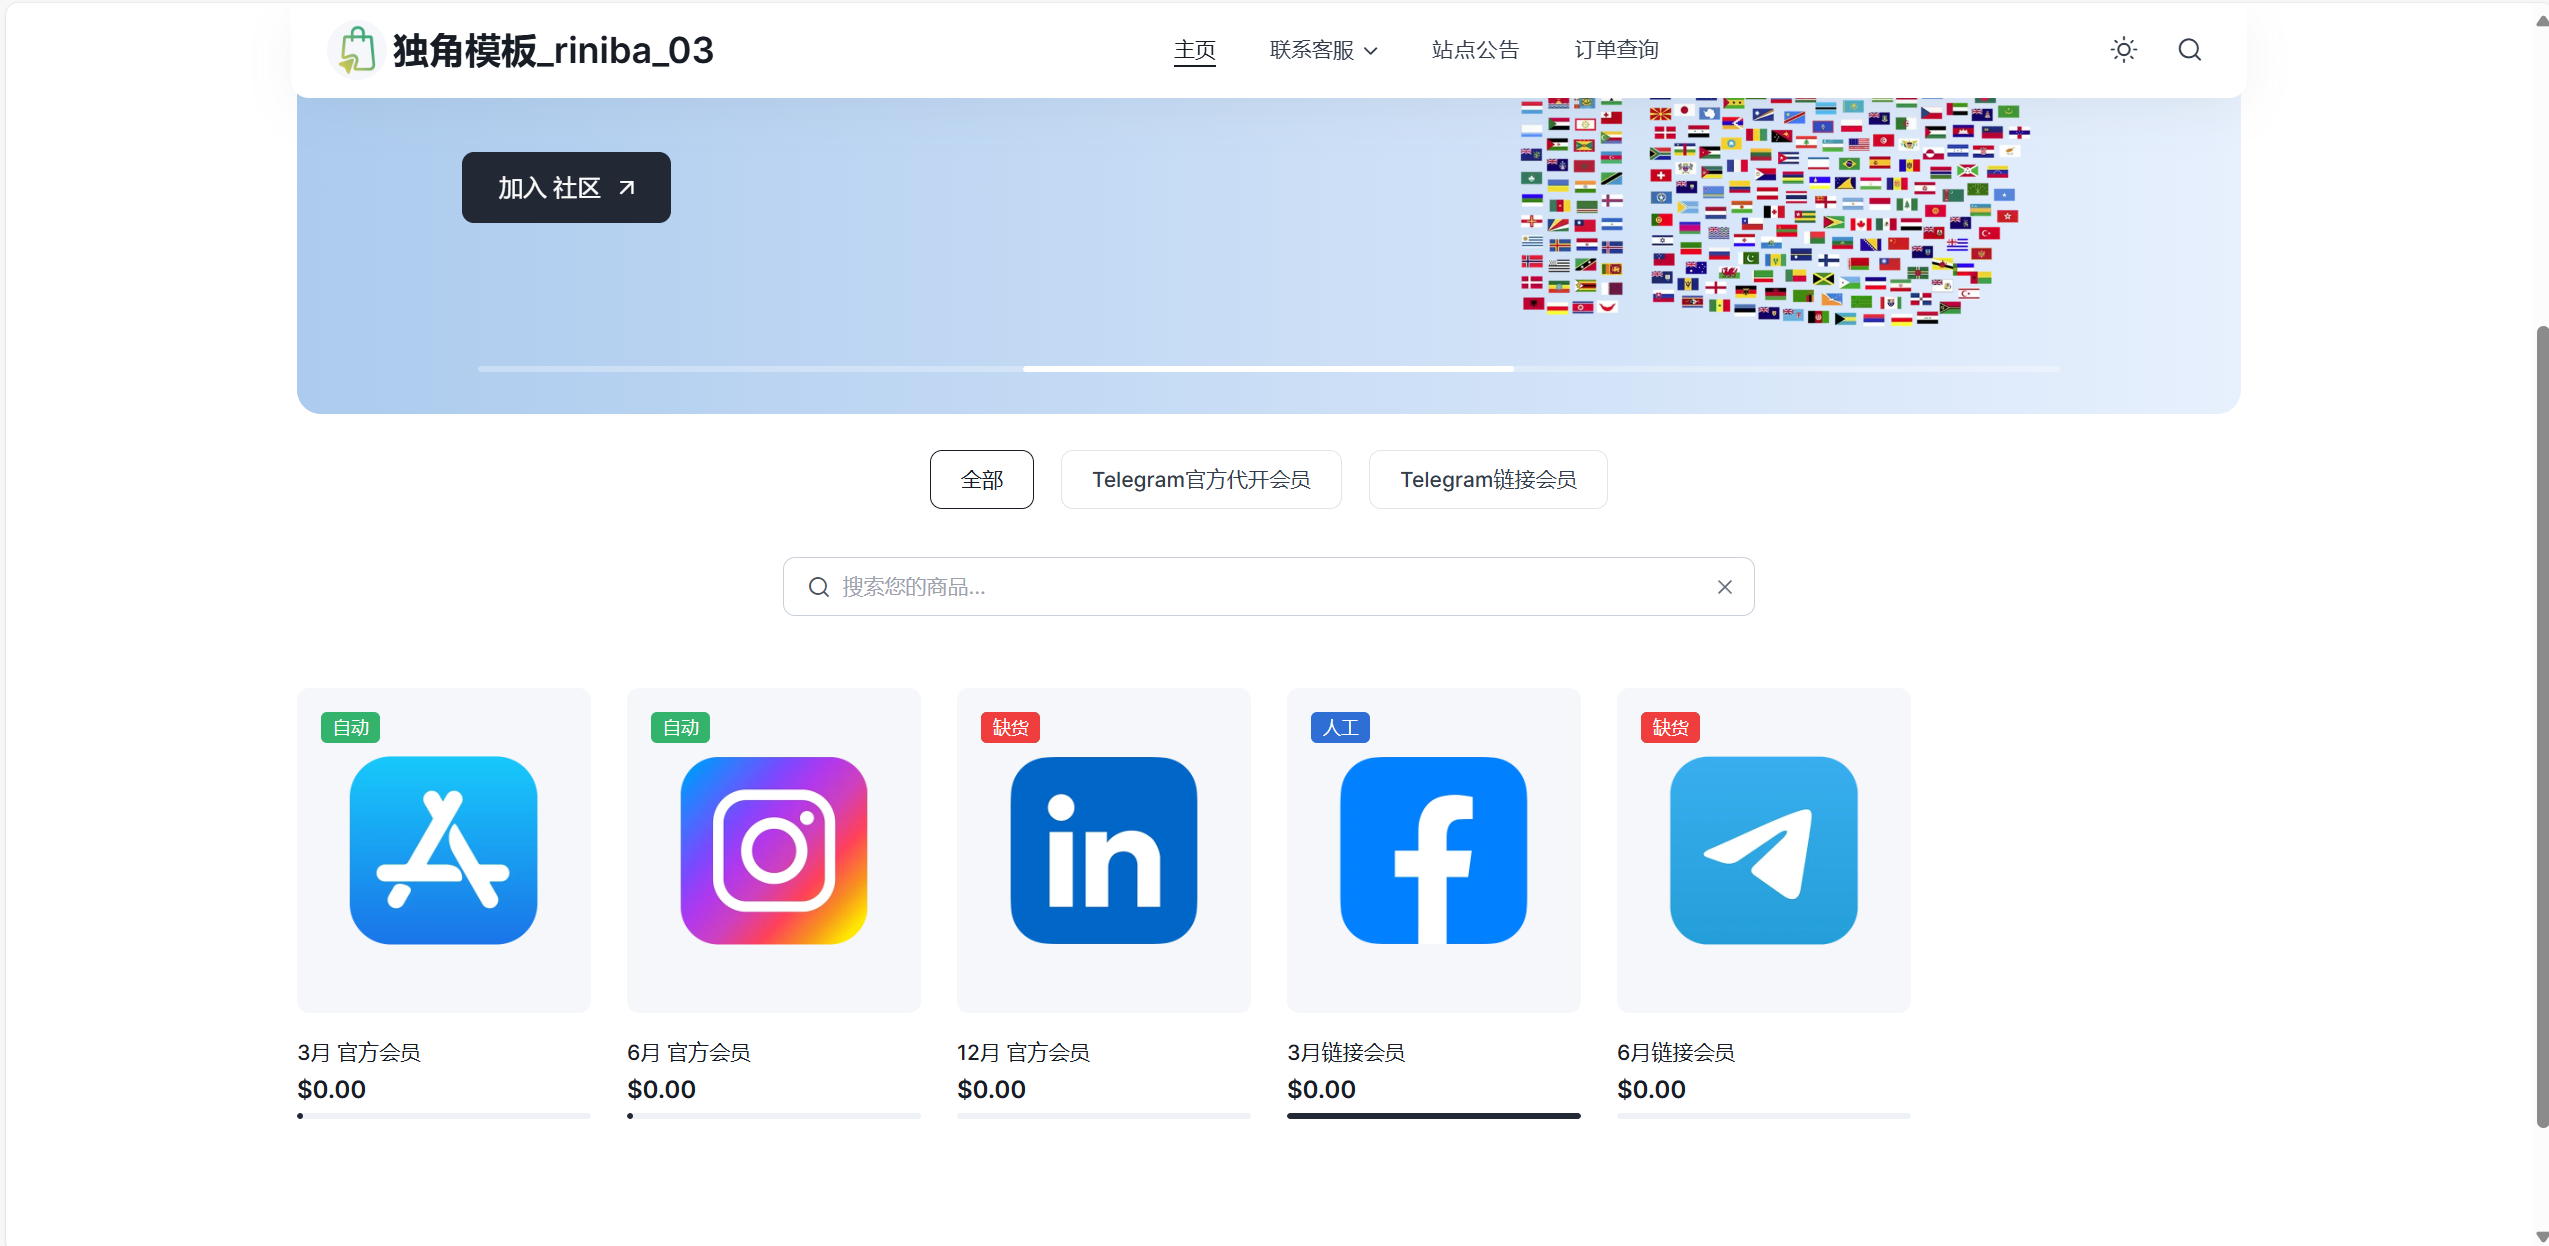 独角模板_riniba_03
主页 联系客服 站点公告 订单查询
加入 社区
全部 Telegram官方代开会员 Telegram链接会员
搜索您的商品...
自动 自动 缺货 人工 缺货
in
3月 官方会员 6月 官方会员 12月 官方会员 3月链接会员 6月链接会员
$0.00 $0.00 $0.00 $0.00 $0.00